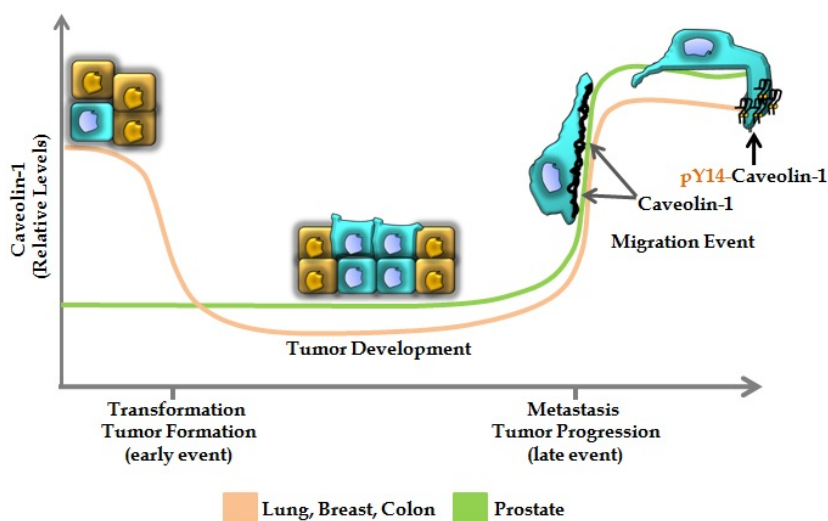 Caveolin-1
(Relative Levels)
pY14-Caveolin-1
Caveolin-1
Migration Event
Tumor Development
Transformation
Tumor Formation
(early event)
Metastasis
Tumor Progression
(late event)
Lung, Breast, Colon
Prostate